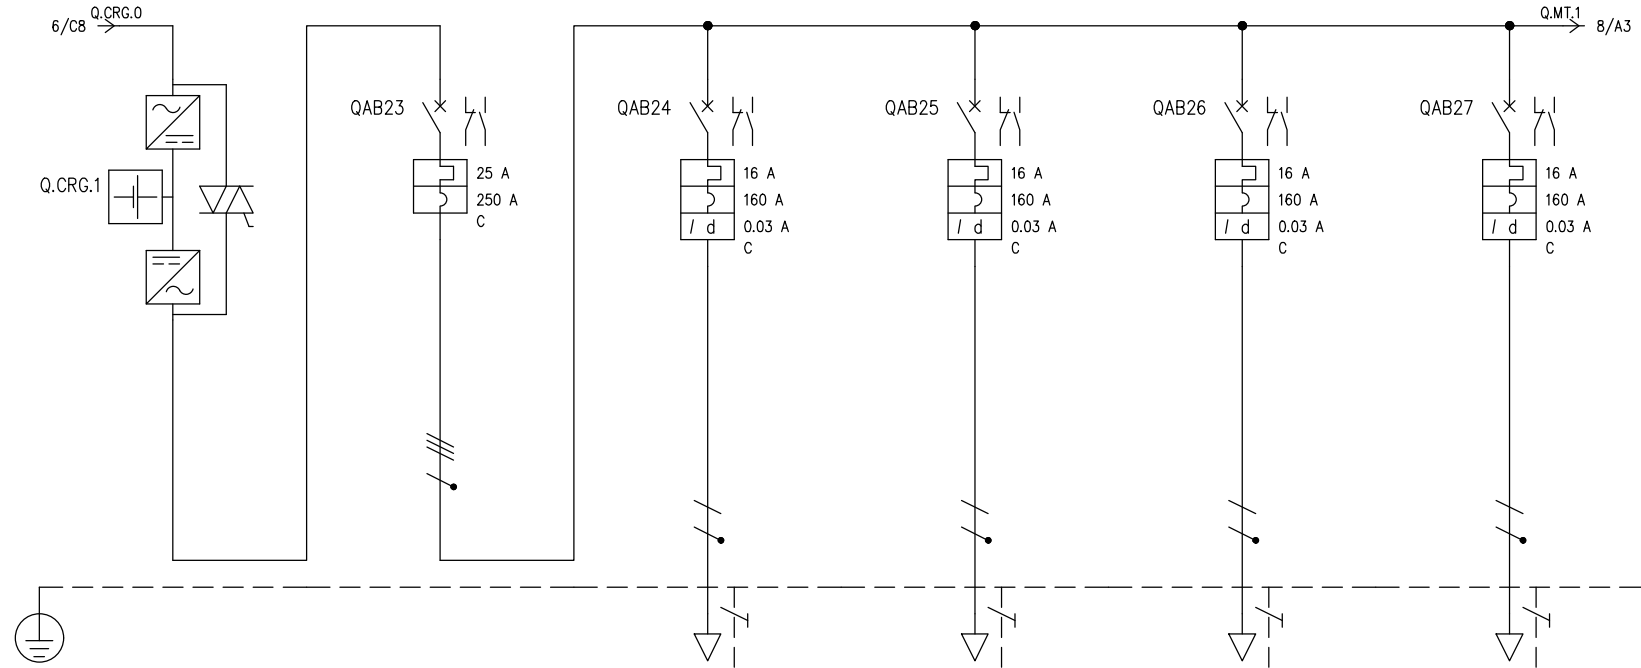 6/C8
Q.CRG.0
Q.MT.1
8/A3
QAB23
QAB24
QAB25
QAB26
QAB27
Q.CRG.1
25 A
250 A
C
16 A
160 A
I d
0.03 A
C
16 A
160 A
I d
0.03 A
C
16 A
160 A
I d
0.03 A
C
16 A
160 A
I d
0.03 A
C